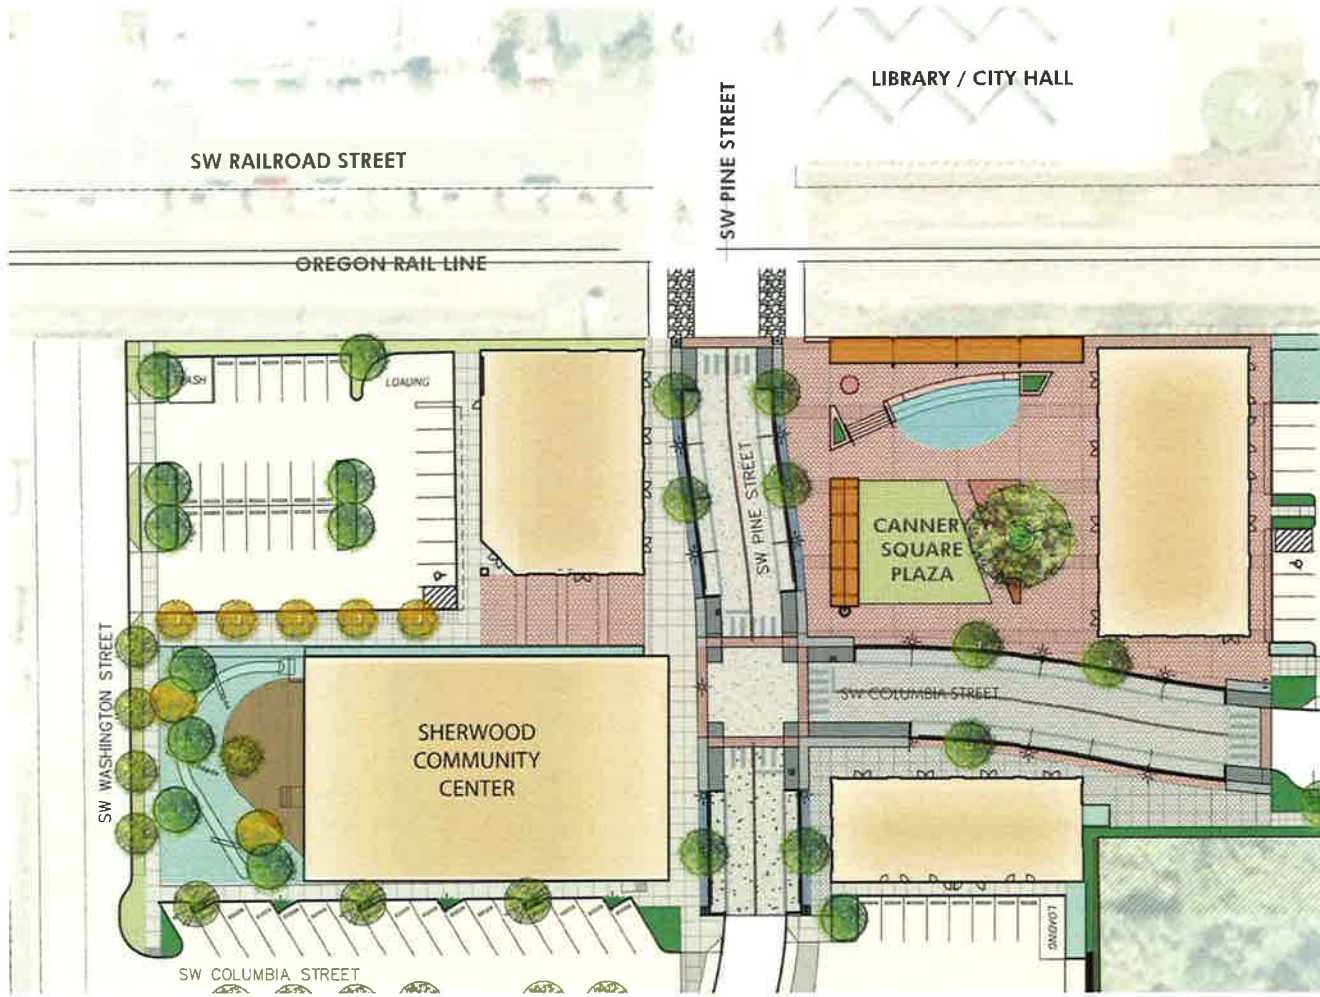 LIBRARY / CITY HALL
SW PINE STREET
SW RAILROAD STREET
OREGON RAIL LINE
TRASH
LOADING
SW PINE STREET
CANNERY
SQUARE
PLAZA
SW WASHINGTON STREET
SW COLUMBIA STREET
SHERWOOD
COMMUNITY
CENTER
LOADING
SW COLUMBIA STREET